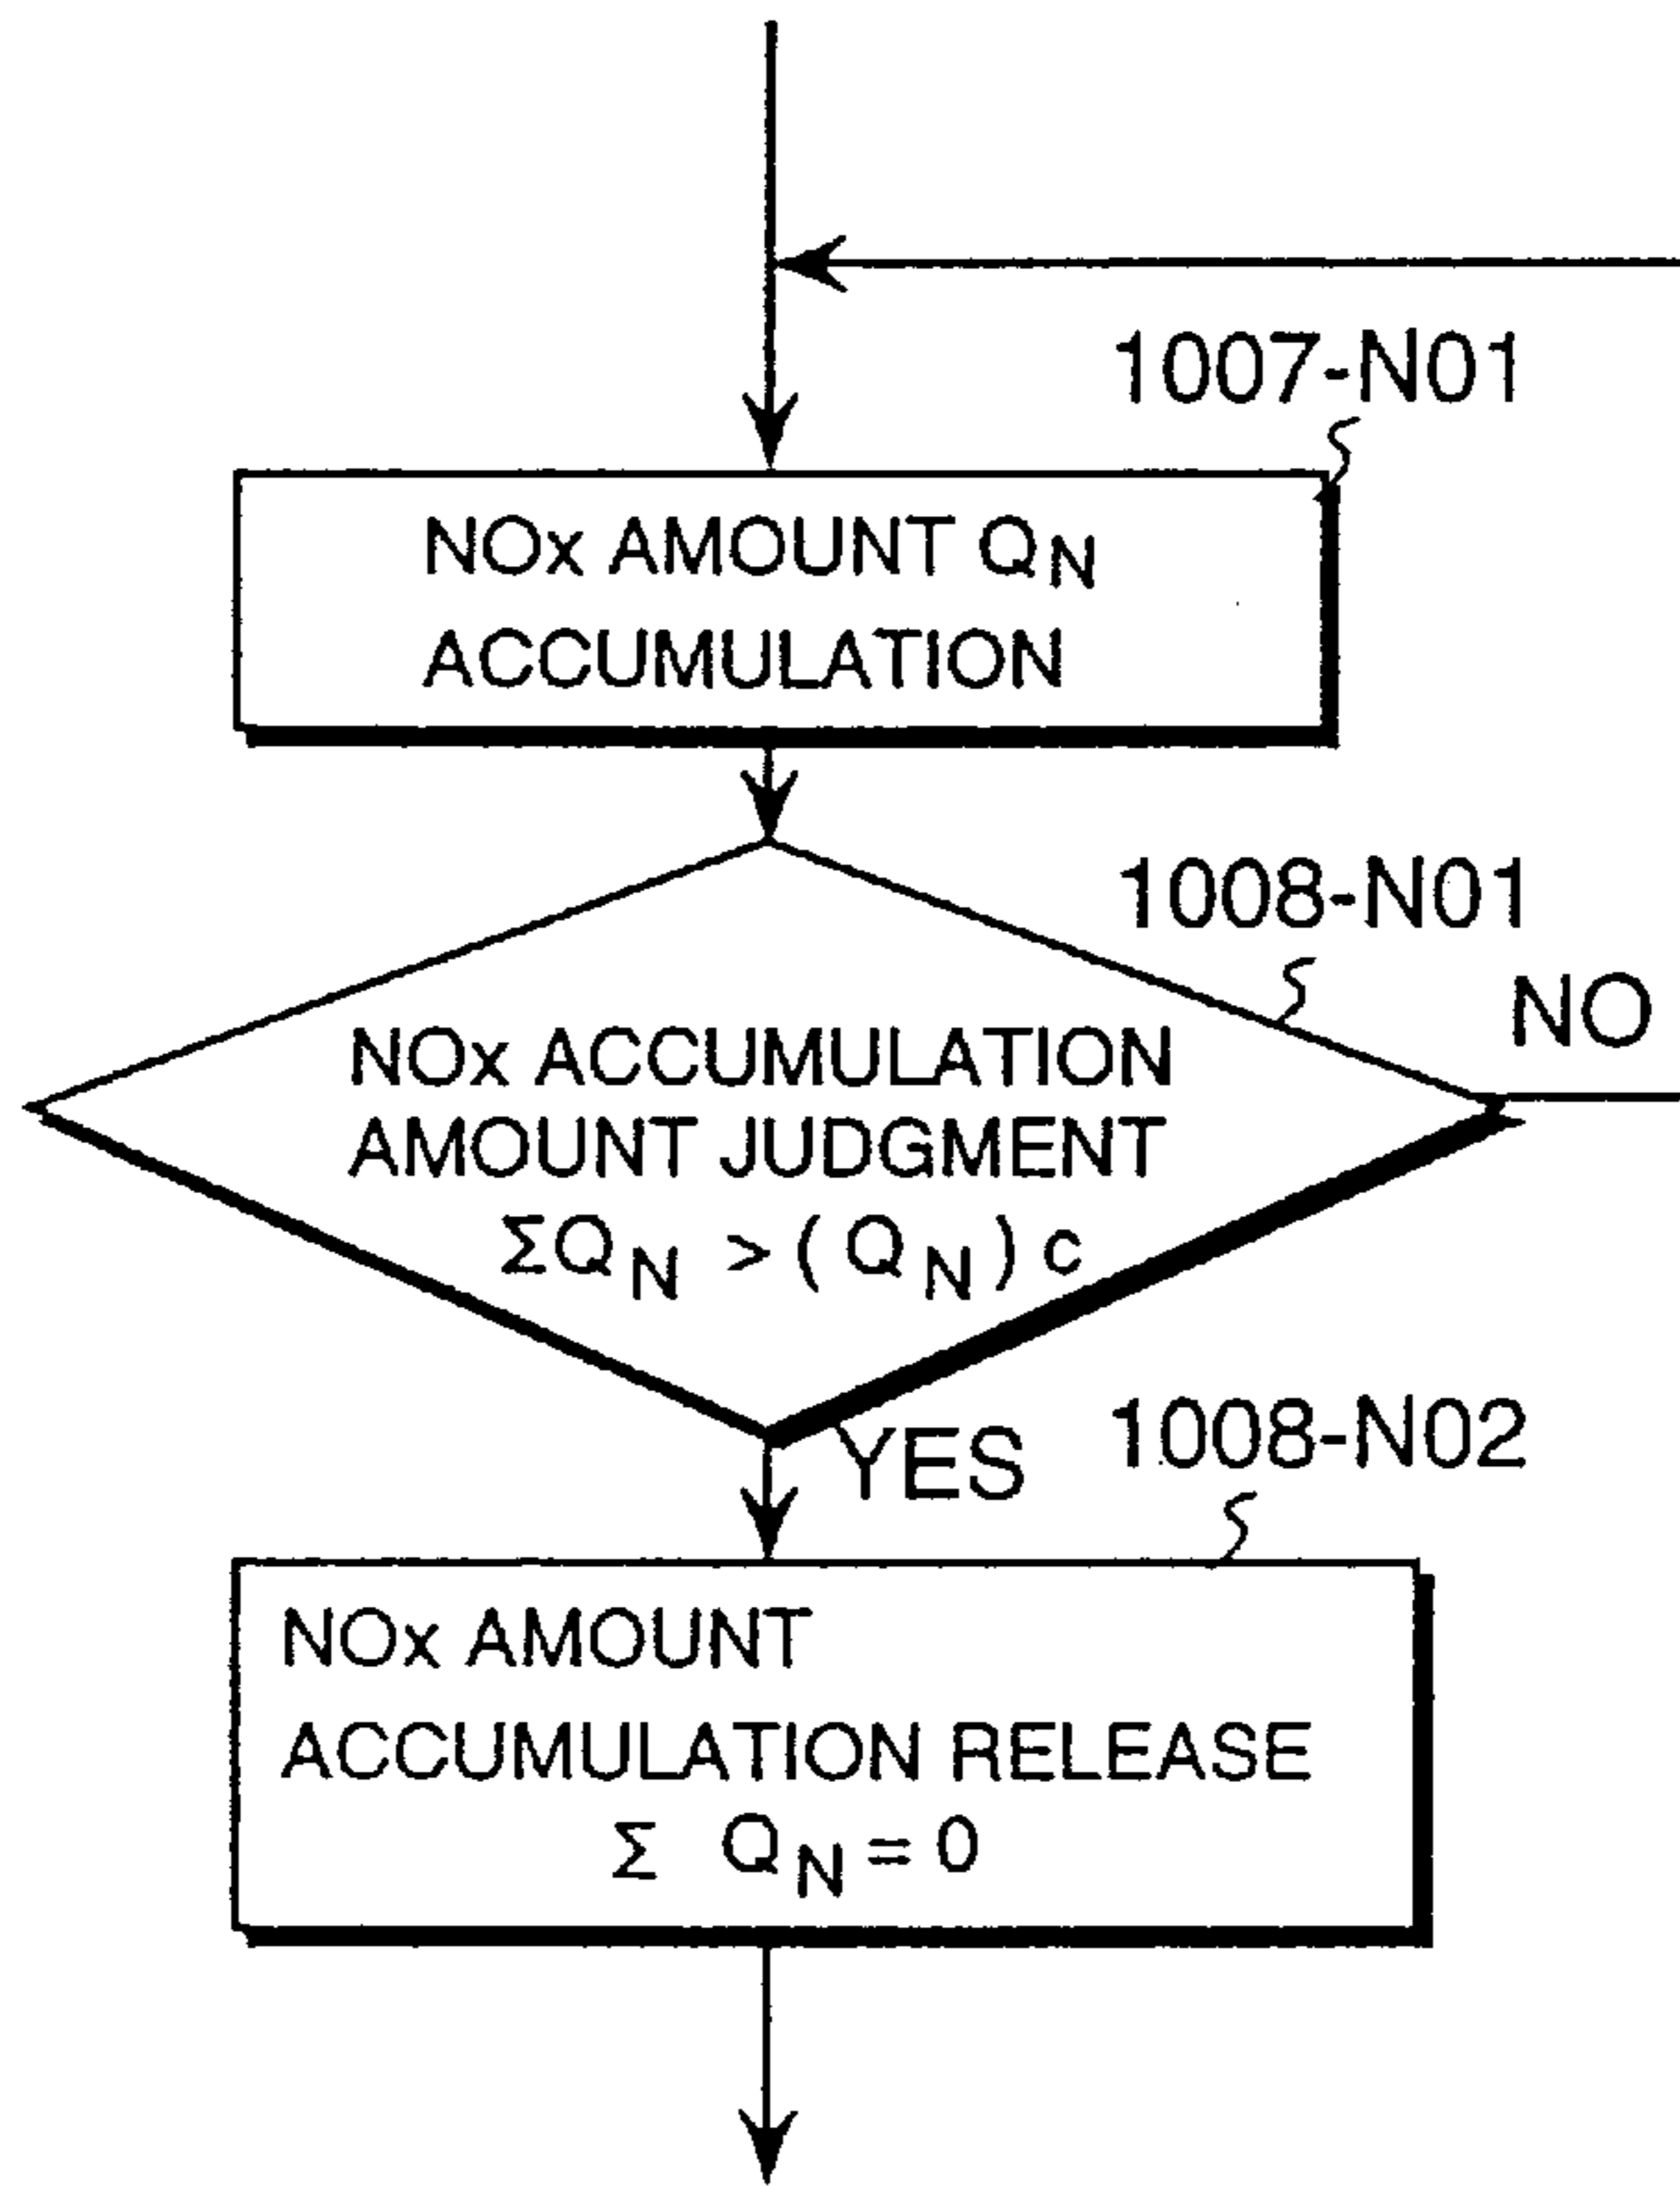 1007-N01
NOx AMOUNT QN
ACCUMULATION
1008-N01
NO
NOx ACCUMULATION
AMOUNT JUDGMENT
ΣQN > (QN) c
YES
1008-N02
NOx AMOUNT
ACCUMULATION RELEASE
Σ QN = 0